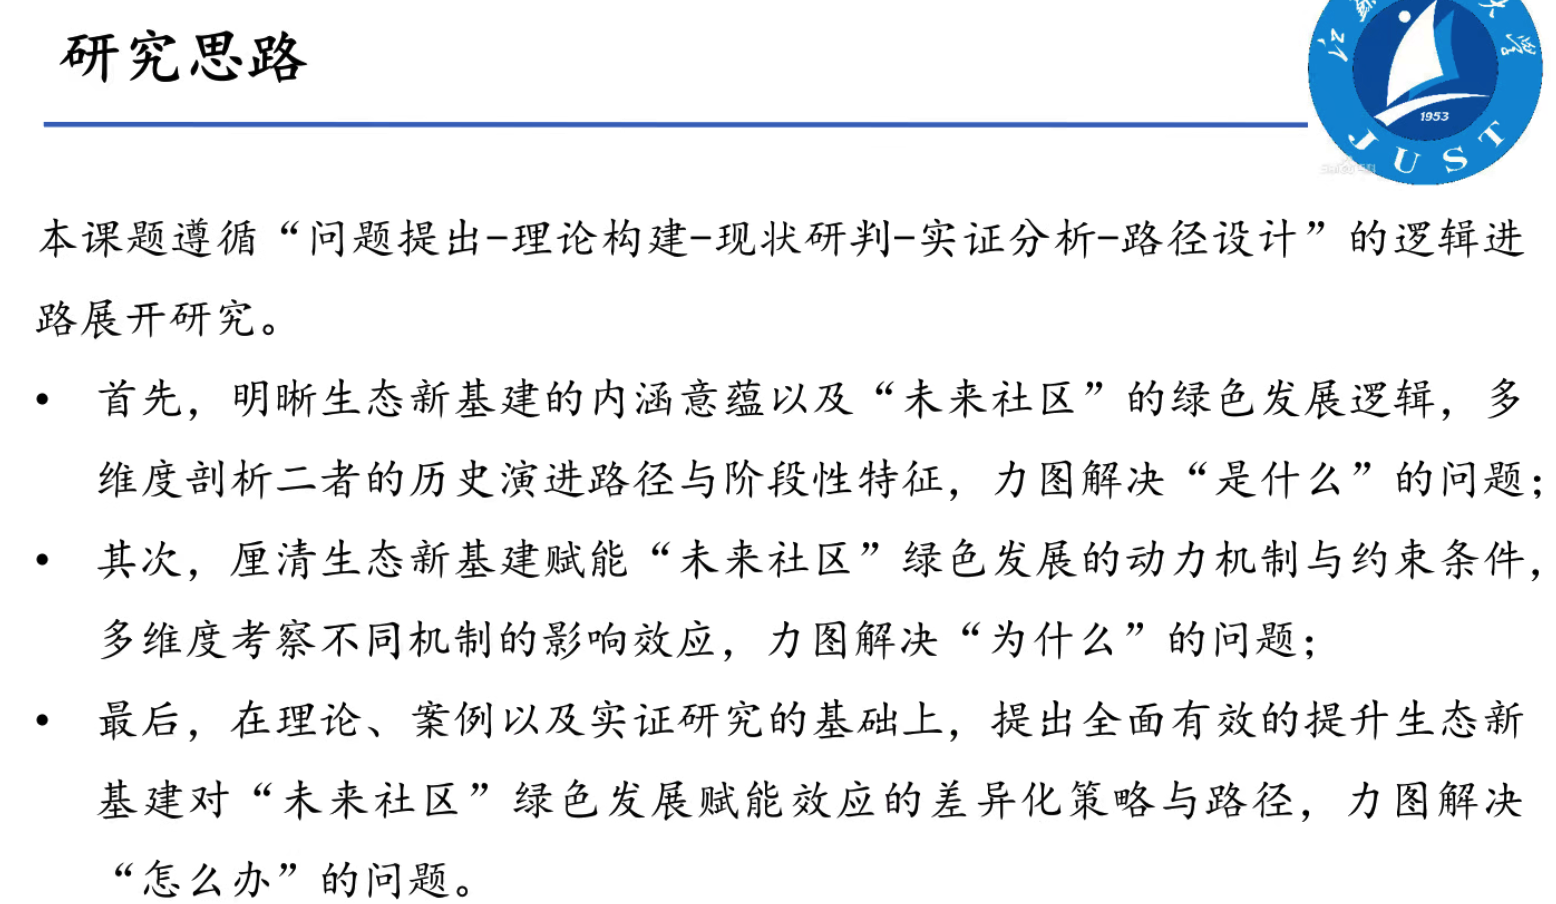 研究思路
江苏 大学
1953
JUST
本课题遵循“问题提出-理论构建-现状研判-实证分析-路径设计”的逻辑进
路展开研究。
• 首先，明晰生态新基建的内涵意蕴以及“未来社区”的绿色发展逻辑，多
维度剖析二者的历史演进路径与阶段性特征，力图解决“是什么”的问题；
• 其次，厘清生态新基建赋能“未来社区”绿色发展的动力机制与约束条件，
多维度考察不同机制的影响效应，力图解决“为什么”的问题；
• 最后，在理论、案例以及实证研究的基础上，提出全面有效的提升生态新
基建对“未来社区”绿色发展赋能效应的差异化策略与路径，力图解决
“怎么办”的问题。